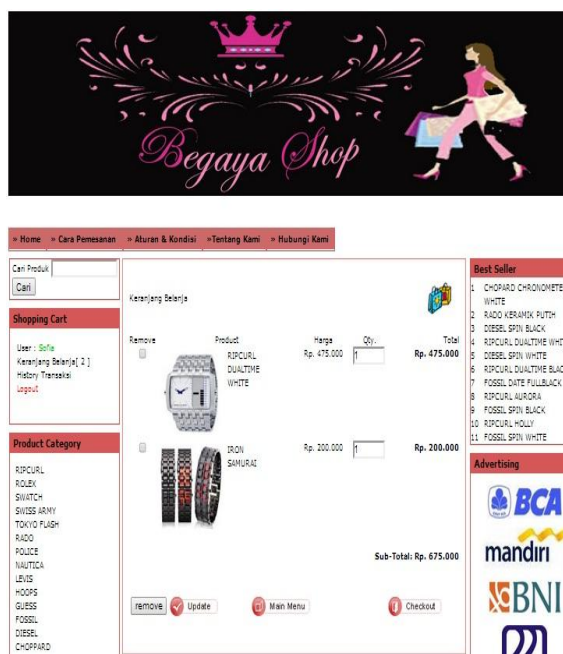 Begaya Shop
» Home » Cara Pemesanan » Aturan & Kondisi »Tentang Kami » Hubungi Kami
Cari Produk
Cari
Shopping Cart
User : Sofia
Keranjang Belanja[ 2 ]
History Transaksi
Logout
Product Category
RIPCURL
ROLEX
SWATCH
SWISS ARMY
TOKYO FLASH
RADO
POLICE
NAUTICA
LEVIS
HOOPS
GUESS
FOSSIL
DIESEL
CHOPPARD
Keranjang Belanja
Remove Product Harga Qty. Total
RIPCURL Rp. 475.000 1 Rp. 475.000
DUALTIME
WHITE
IRON Rp. 200.000 1 Rp. 200.000
SAMURAI
Sub-Total: Rp. 675.000
remove Update Main Menu Checkout
Best Seller
1 CHOPARD CHRONOMETE
WHITE
2 RADO KERAMIK PUTIH
3 DIESEL SPIN BLACK
4 RIPCURL DUALTIME WHIT
5 DIESEL SPIN WHITE
6 RIPCURL DUALTIME BLAC
7 FOSSIL DATE FULLBLACK
8 RIPCURL AURORA
9 FOSSIL SPIN BLACK
10 RIPCURL HOLLY
11 FOSSIL SPIN WHITE
Advertising
BCA
mandiri
BNI